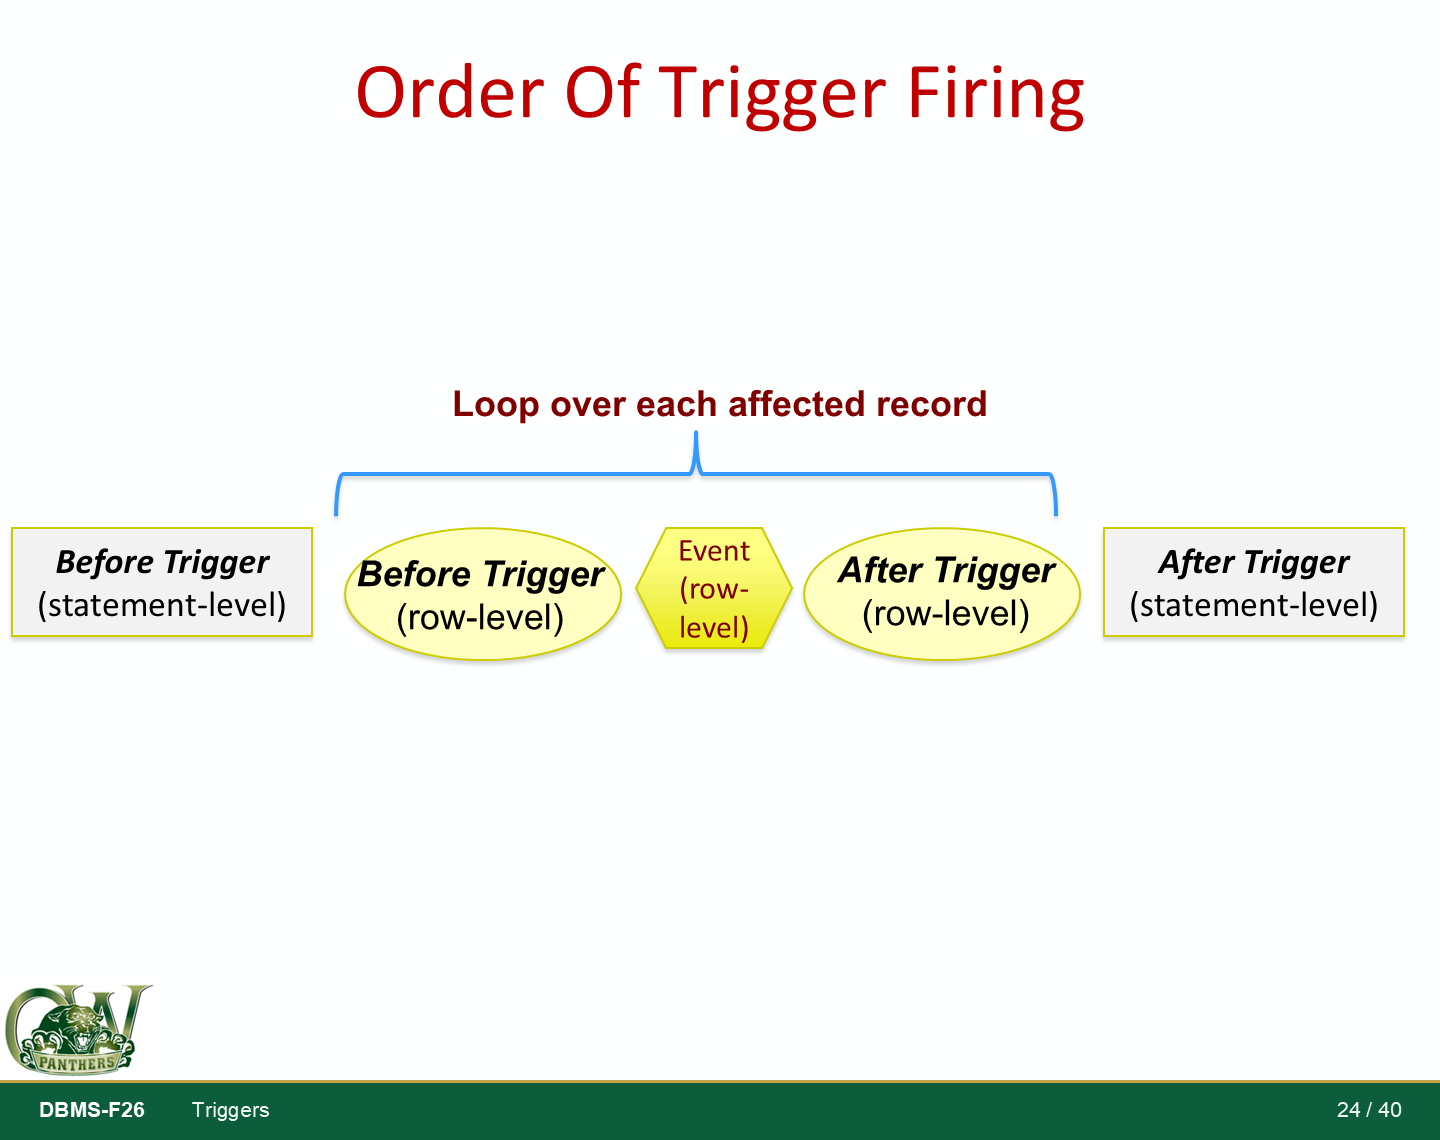 Order Of Trigger Firing
Loop over each affected record
Before Trigger
(statement-level)
Before Trigger
(row-level)
Event
(row-
level)
After Trigger
(row-level)
After Trigger
(statement-level)
OW
PANTHERS
DBMS-F26 Triggers 24 / 40